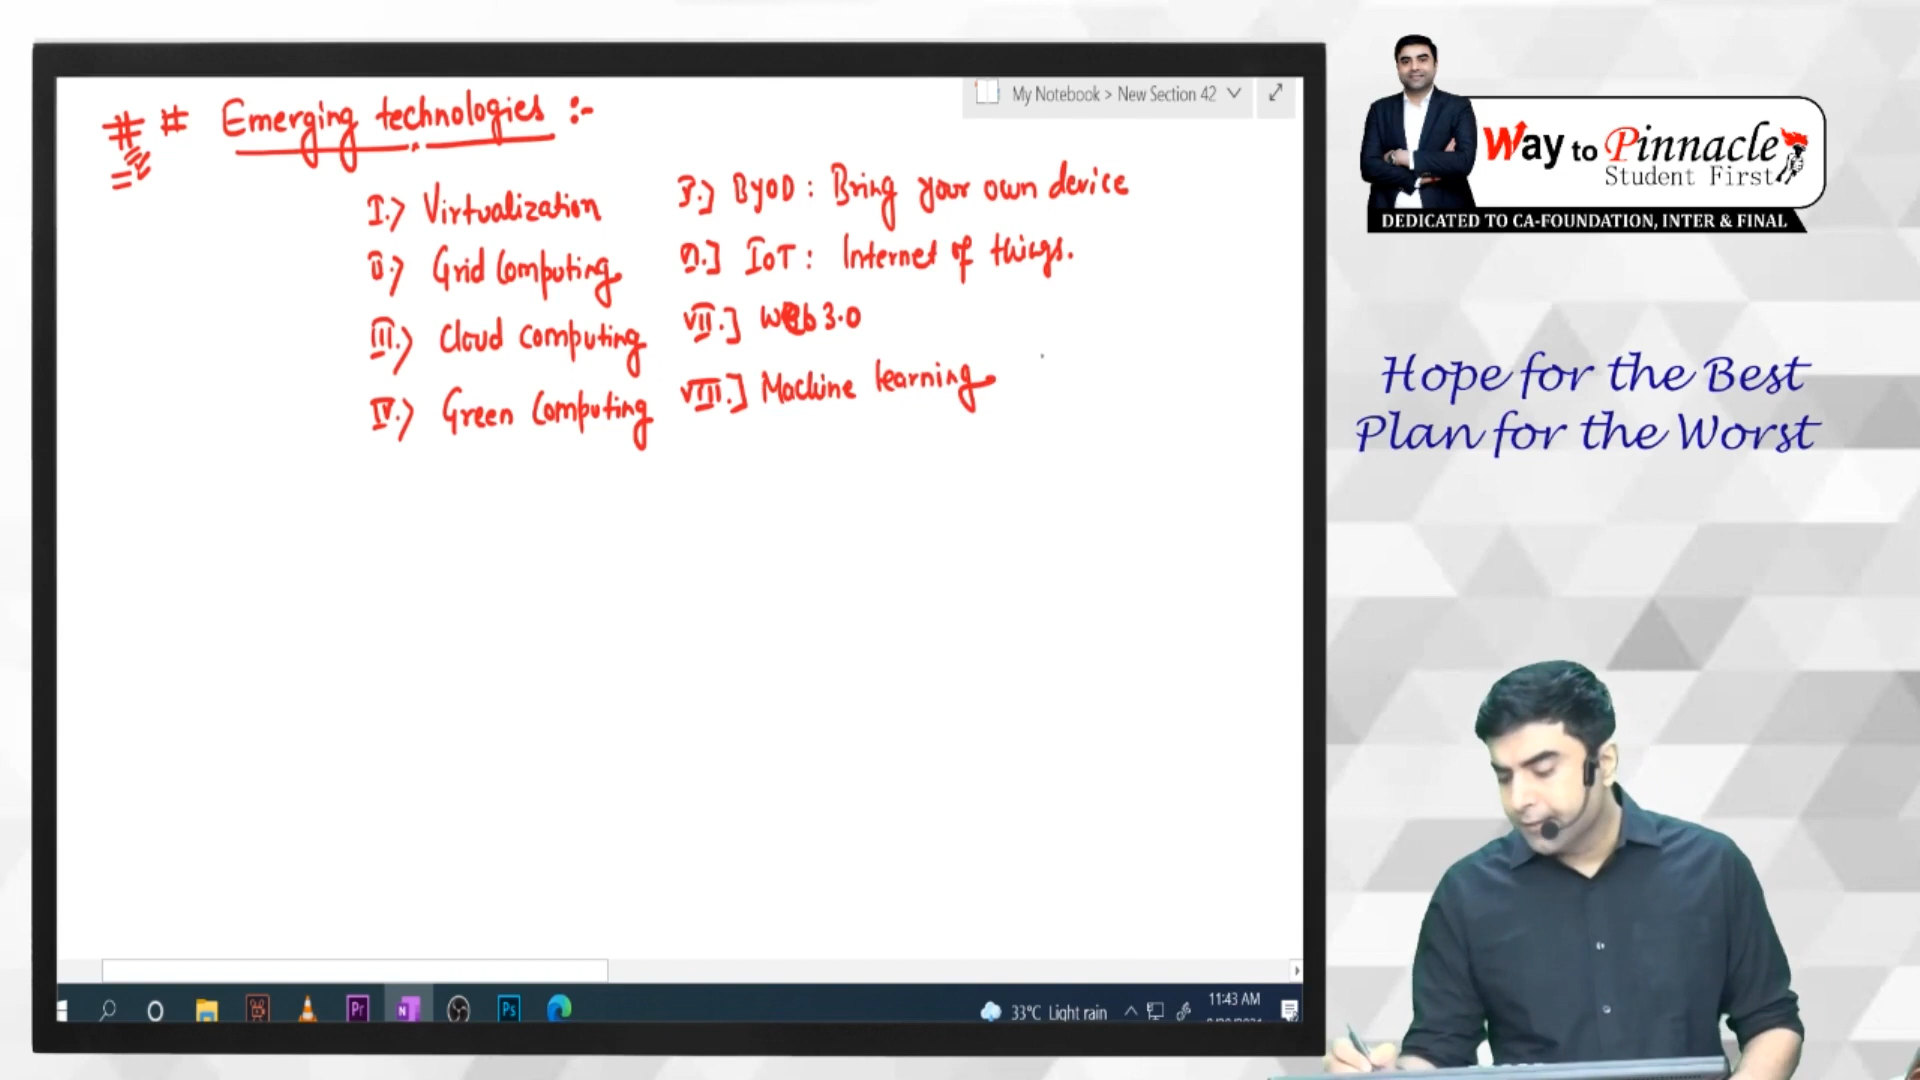 # # Emerging technologies :-
I.) Virtualization
II.) Grid Computing
III.) Cloud computing
IV.) Green Computing
V.] BYOD : Bring your own device
VI.] IoT : Internet of things.
VII.] Web 3.0
VIII.] Machine learning
My Notebook > New Section 42
Way to Pinnacle
Student First
DEDICATED TO CA-FOUNDATION, INTER & FINAL
Hope for the Best
Plan for the Worst
Pr
N
Ps
33°C Light rain
11:43 AM